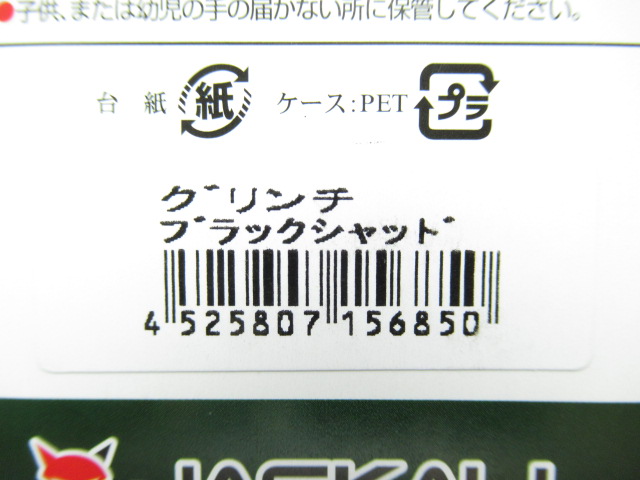 ●子供、または幼児の手の届かない所に保管してください。
台紙 紙 ケース:PET プラ
グリンチ
ブラックシャッド
4 525807 156850
JACKALL